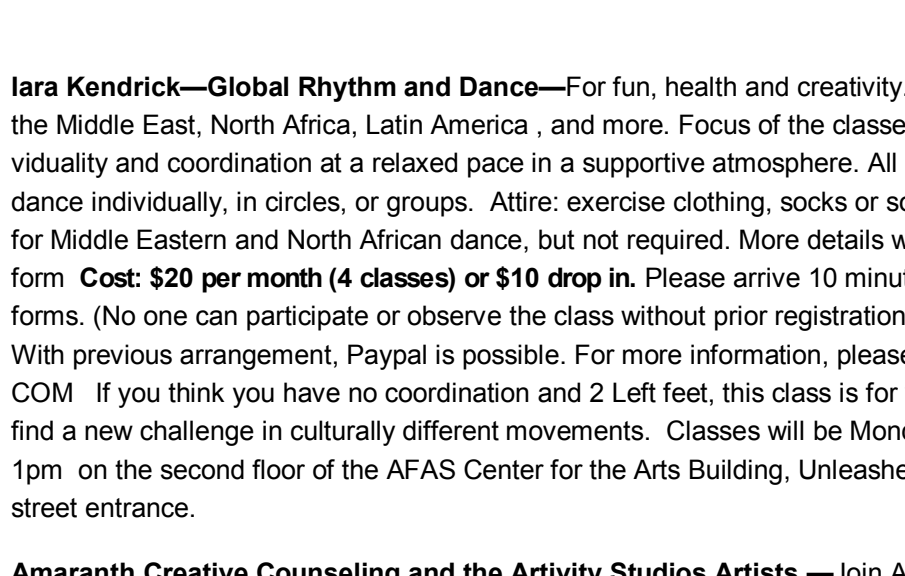 Iara Kendrick—Global Rhythm and Dance—For fun, health and creativity.
the Middle East, North Africa, Latin America , and more. Focus of the classe
viduality and coordination at a relaxed pace in a supportive atmosphere. All
dance individually, in circles, or groups.  Attire: exercise clothing, socks or so
for Middle Eastern and North African dance, but not required. More details w
form  Cost: $20 per month (4 classes) or $10 drop in. Please arrive 10 minut
forms. (No one can participate or observe the class without prior registration
With previous arrangement, Paypal is possible. For more information, please
COM   If you think you have no coordination and 2 Left feet, this class is for
find a new challenge in culturally different movements.  Classes will be Mond
1pm  on the second floor of the AFAS Center for the Arts Building, Unleashe
street entrance.
Amaranth Creative Counseling and the Artivity Studios Artists — Join A